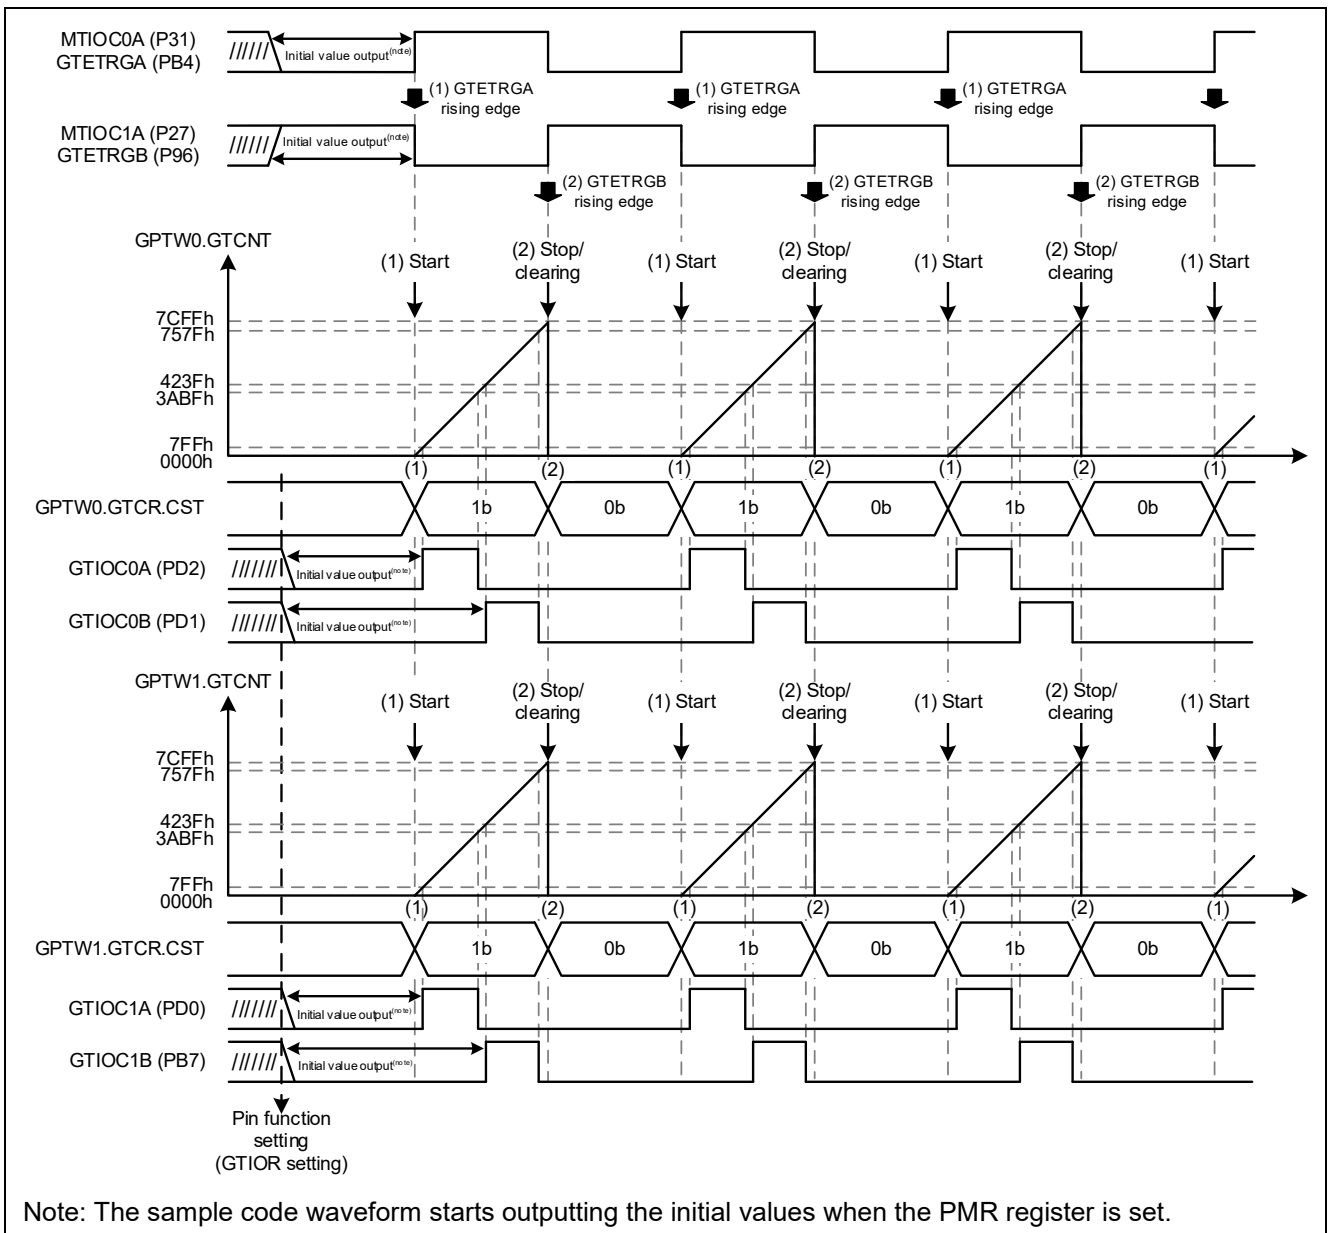 MTIOC0A (P31)
GTETRGA (PB4)
Initial value output(note)
(1) GTETRGA
rising edge
(1) GTETRGA
rising edge
(1) GTETRGA
rising edge
MTIOC1A (P27)
GTETRGB (P96)
Initial value output(note)
(2) GTETRGB
rising edge
(2) GTETRGB
rising edge
(2) GTETRGB
rising edge
GPTW0.GTCNT
(1) Start
(2) Stop/
clearing
(1) Start
(2) Stop/
clearing
(1) Start
(2) Stop/
clearing
(1) Start
7CFFh
757Fh
423Fh
3ABFh
7FFh
0000h
(1) (2) (1) (2) (1) (2) (1)
GPTW0.GTCR.CST 1b 0b 1b 0b 1b 0b
GTIOC0A (PD2) Initial value output(note)
GTIOC0B (PD1) Initial value output(note)
GPTW1.GTCNT
(1) Start
(2) Stop/
clearing
(1) Start
(2) Stop/
clearing
(1) Start
(2) Stop/
clearing
(1) Start
7CFFh
757Fh
423Fh
3ABFh
7FFh
0000h
(1) (2) (1) (2) (1) (2) (1)
GPTW1.GTCR.CST 1b 0b 1b 0b 1b 0b
GTIOC1A (PD0) Initial value output(note)
GTIOC1B (PB7) Initial value output(note)
Pin function
setting
(GTIOR setting)
Note: The sample code waveform starts outputting the initial values when the PMR register is set.